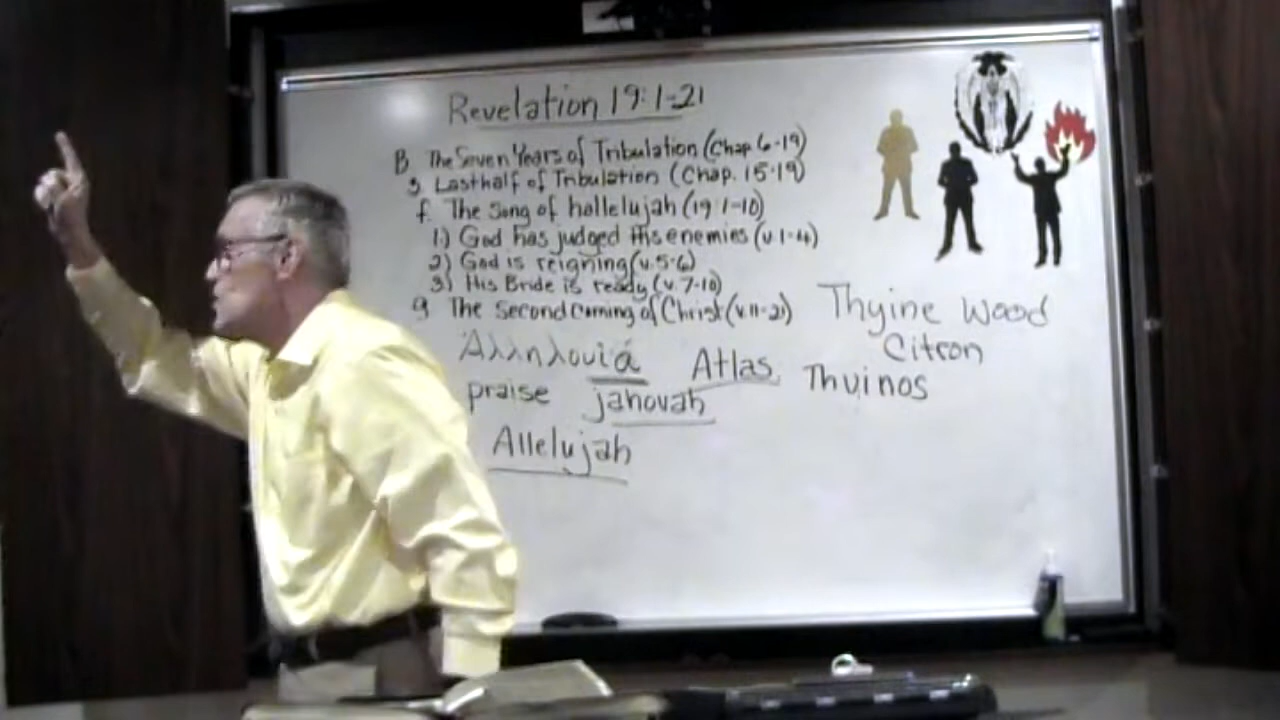 Revelation 19:1-21
B. The Seven Years of Tribulation (Chap. 6-19)
3. Last half of Tribulation (Chap. 15-19)
f. The Song of hallelujah (19:1-10)
1.) God has judged His enemies (v.1-4)
2) God is reigning (v.5-6)
3) His Bride is ready (v.7-10)
g The Second Coming of Christ (v.11-21)
Thyine Wood
Citron
Thuinos
Ἁλληλουϊά
Atlas
praise jahovah
Allelujah